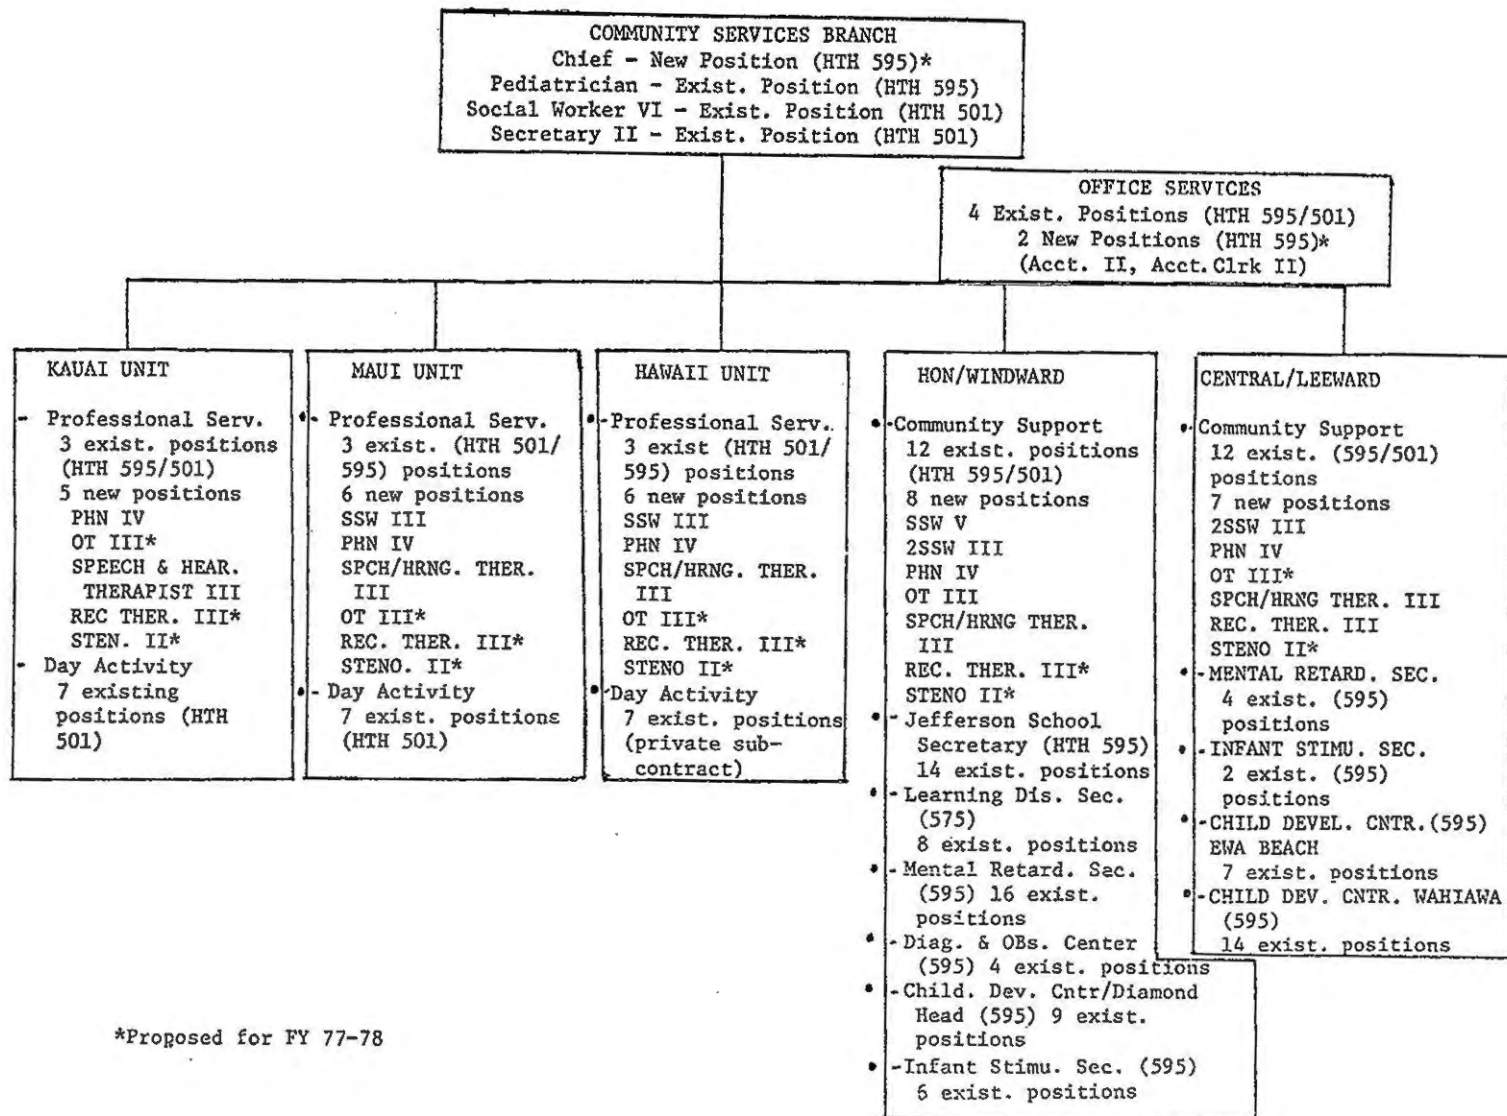 COMMUNITY SERVICES BRANCH
Chief - New Position (HTH 595)*
Pediatrician - Exist. Position (HTH 595)
Social Worker VI - Exist. Position (HTH 501)
Secretary II - Exist. Position (HTH 501)
OFFICE SERVICES
4 Exist. Positions (HTH 595/501)
2 New Positions (HTH 595)*
(Acct. II, Acct.Clrk II)
KAUAI UNIT
- Professional Serv.
3 exist. positions
(HTH 595/501)
5 new positions
PHN IV
OT III*
SPEECH & HEAR.
THERAPIST III
REC THER. III*
STEN. II*
- Day Activity
7 existing
positions (HTH
501)
MAUI UNIT
- Professional Serv.
3 exist. (HTH 501/
595) positions
6 new positions
SSW III
PHN IV
SPCH/HRNG. THER.
III
OT III*
REC. THER. III*
STENO. II*
- Day Activity
7 exist. positions
(HTH 501)
HAWAII UNIT
- Professional Serv.
3 exist (HTH 501/
595) positions
6 new positions
SSW III
PHN IV
SPCH/HRNG. THER.
III
OT III*
REC. THER. III*
STENO II*
- Day Activity
7 exist. positions
(private sub-
contract)
HON/WINDWARD
- Community Support
12 exist. positions
(HTH 595/501)
8 new positions
SSW V
2SSW III
PHN IV
OT III
SPCH/HRNG THER.
III
REC. THER. III*
STENO II*
- Jefferson School
Secretary (HTH 595)
14 exist. positions
- Learning Dis. Sec.
(575)
8 exist. positions
- Mental Retard. Sec.
(595) 16 exist.
positions
- Diag. & OBs. Center
(595) 4 exist. positions
- Child. Dev. Cntr/Diamond
Head (595) 9 exist.
positions
- Infant Stimu. Sec. (595)
6 exist. positions
CENTRAL/LEEWARD
- Community Support
12 exist. (595/501)
positions
7 new positions
2SSW III
PHN IV
OT III*
SPCH/HRNG THER. III
REC. THER. III
STENO II*
- MENTAL RETARD. SEC.
4 exist. (595)
positions
- INFANT STIMU. SEC.
2 exist. (595)
positions
- CHILD DEVEL. CNTR.(595)
EWA BEACH
7 exist. positions
- CHILD DEV. CNTR. WAHIAWA
(595)
14 exist. positions
*Proposed for FY 77-78